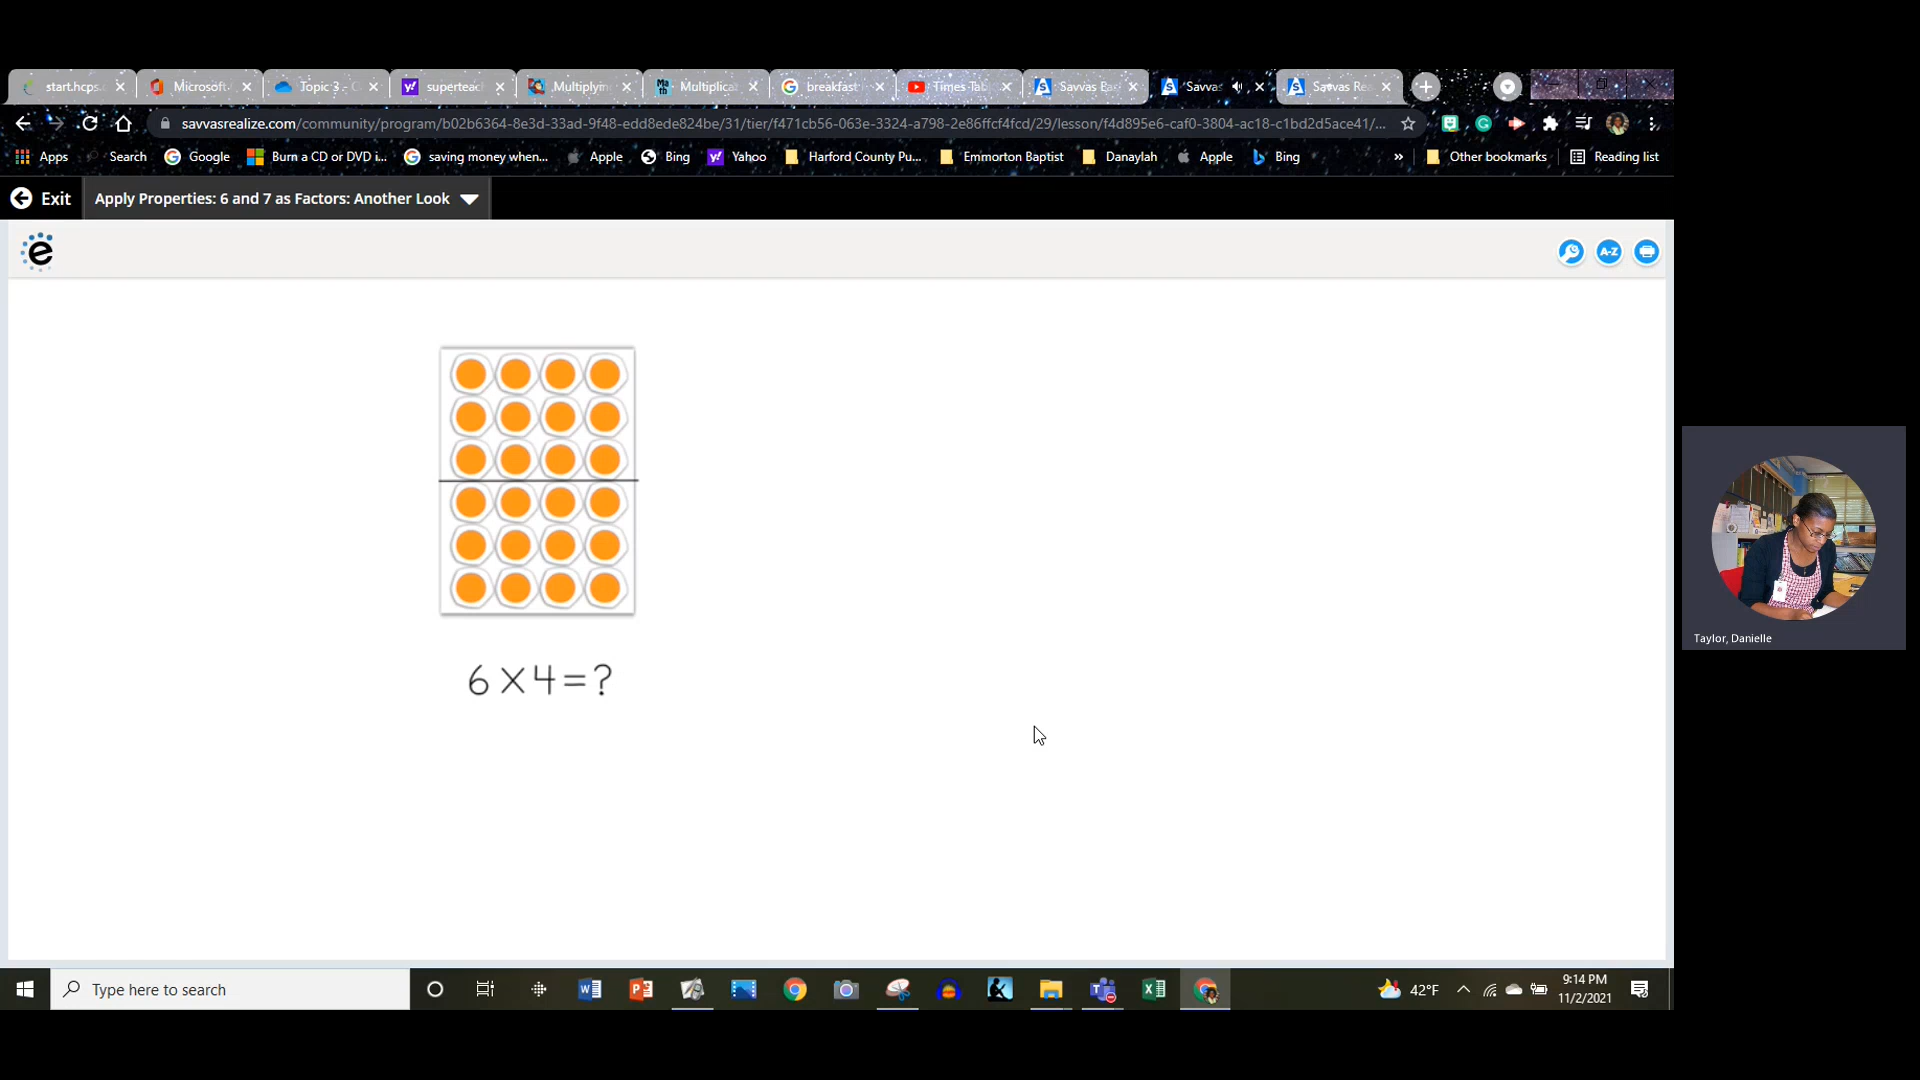 start.hcps.
Microsoft
Topic 3 -
superteac
Multiplyin
Multiplica
breakfast
Times Tab
Savvas
Savvas
Savvas Re
savvasrealize.com/community/program/b02b6364-8e3d-33ad-9f48-edd8ede824be/31/tier/f471cb56-063e-3324-a798-2e86ffcf4fcd/29/lesson/f4d895e6-caf0-3804-ac18-c1bd2d5ace41/...
Apps Search Google Burn a CD or DVD i... saving money when... Apple Bing Yahoo Harford County Pu... Emmorton Baptist Danaylah Apple Bing » Other bookmarks Reading list
Exit Apply Properties: 6 and 7 as Factors: Another Look
e A-Z
6 X 4 = ?
Taylor, Danielle
Type here to search
42°F
9:14 PM
11/2/2021